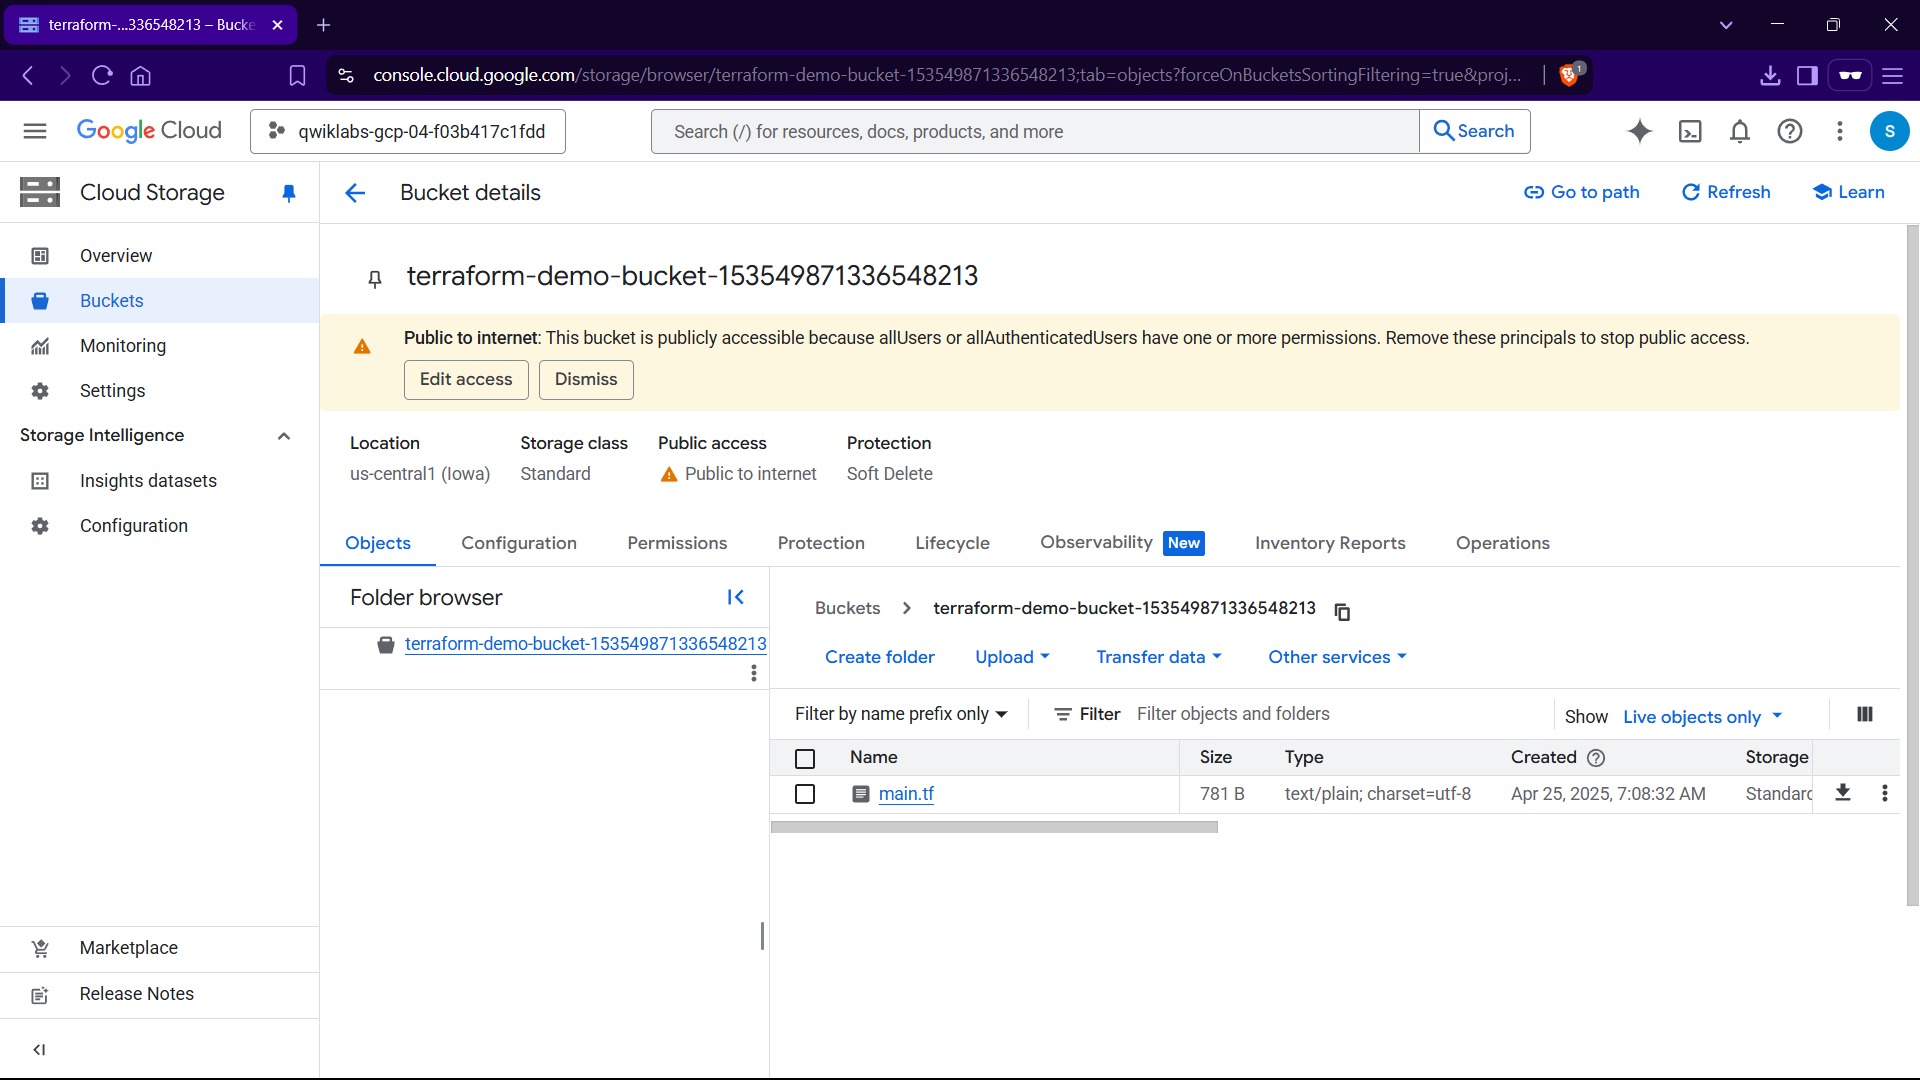 terraform-...336548213 – Bucke
console.cloud.google.com/storage/browser/terraform-demo-bucket-153549871336548213;tab=objects?forceOnBucketsSortingFiltering=true&proj...
1
Google Cloud
qwiklabs-gcp-04-f03b417c1fdd
Search (/) for resources, docs, products, and more
Search
S
Cloud Storage
Bucket details
Go to path
Refresh
Learn
Overview
Buckets
Monitoring
Settings
Storage Intelligence
Insights datasets
Configuration
Marketplace
Release Notes
terraform-demo-bucket-153549871336548213
Public to internet: This bucket is publicly accessible because allUsers or allAuthenticatedUsers have one or more permissions. Remove these principals to stop public access.
Edit access
Dismiss
Location
Storage class
Public access
Protection
us-central1 (Iowa)
Standard
Public to internet
Soft Delete
Objects
Configuration
Permissions
Protection
Lifecycle
Observability New
Inventory Reports
Operations
Folder browser
terraform-demo-bucket-153549871336548213
Buckets
terraform-demo-bucket-153549871336548213
Create folder
Upload
Transfer data
Other services
Filter by name prefix only
Filter
Filter objects and folders
Show
Live objects only
Name
Size
Type
Created
Storage
main.tf
781 B
text/plain; charset=utf-8
Apr 25, 2025, 7:08:32 AM
Standard